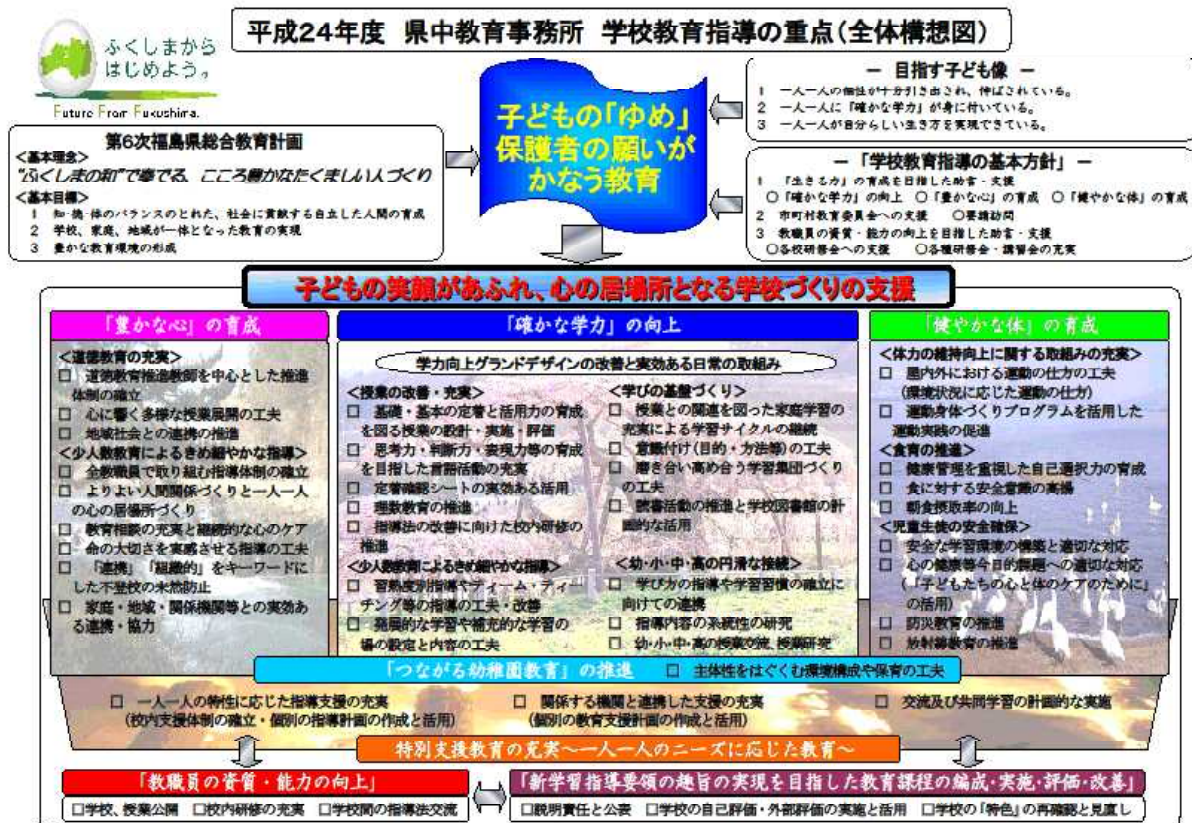 平成24年度 県中教育事務所 学校教育指導の重点(全体構想図)
ふくしまから
はじめよう。
Future From Fukushima.
第6次福島県総合教育計画
<基本理念>
“ふくしまの和”で奏でる、こころ豊かなたくましい人づくり
<基本目標>
1 知・徳・体のバランスのとれた、社会に貢献する自立した人間の育成
2 学校、家庭、地域が一体となった教育の実現
3 豊かな教育環境の形成
子どもの「ゆめ」
保護者の願いが
かなう教育
― 目指す子ども像 ―
1 一人一人の個性が十分引き出され、伸ばされている。
2 一人一人に「確かな学力」が身に付いている。
3 一人一人が自分らしい生き方を実現できている。
―「学校教育指導の基本方針」―
1 「生きる力」の育成を目指した助言・支援
○「確かな学力」の向上 ○「豊かな心」の育成 ○「健やかな体」の育成
2 市町村教育委員会への支援 ○要請訪問
3 教職員の資質・能力の向上を目指した助言・支援
○各校研修会への支援 ○各種研修会・講習会の充実
子どもの笑顔があふれ、心の居場所となる学校づくりの支援
「豊かな心」の育成
<道徳教育の充実>
□ 道徳教育推進教師を中心とした推進
体制の確立
□ 心に響く多様な授業展開の工夫
□ 地域社会との連携の推進
<少人数教育によるきめ細やかな指導>
□ 全教職員で取り組む指導体制の確立
□ よりよい人間関係づくりと一人一人
の心の居場所づくり
□ 教育相談の充実と継続的な心のケア
□ 命の大切さを実感させる指導の工夫
□ 「連携」「組織的」をキーワードに
した不登校の未然防止
□ 家庭・地域・関係機関等との実効あ
る連携・協力
「確かな学力」の向上
学力向上グランドデザインの改善と実効ある日常の取組み
<授業の改善・充実>
□ 基礎・基本の定着と活用力の育成
を図る授業の設計・実施・評価
□ 思考力・判断力・表現力等の育成
を目指した言語活動の充実
□ 定着確認シートの実効ある活用
□ 理数教育の推進
□ 指導法の改善に向けた校内研修の
推進
<少人数教育によるきめ細やかな指導>
□ 習熟度別指導やティーム・ティー
チング等の指導の工夫・改善
□ 発展的な学習や補充的な学習の
場の設定と内容の工夫
<学びの基盤づくり>
□ 授業との関連を図った家庭学習の
充実による学習サイクルの継続
□ 意識付け(目的・方法等)の工夫
□ 磨き合い高め合う学習集団づくり
の工夫
□ 読書活動の推進と学校図書館の計
画的な活用
<幼・小・中・高の円滑な接続>
□ 学び方の指導や学習習慣の確立に
向けての連携
□ 指導内容の系統性の研究
□ 幼・小・中・高の授業交流、授業研究
「健やかな体」の育成
<体力の維持向上に関する取組みの充実>
□ 屋内外における運動の仕方の工夫
(環境状況に応じた運動の仕方)
□ 運動身体づくりプログラムを活用した
運動実践の促進
<食育の推進>
□ 健康管理を重視した自己選択力の育成
□ 食に対する安全意識の高揚
□ 朝食摂取率の向上
<児童生徒の安全確保>
□ 安全な学習環境の構築と適切な対応
□ 心の健康等今日的課題への適切な対応
(「子どもたちの心と体のケアのために」
の活用)
□ 防災教育の推進
□ 放射線教育の推進
「つながる幼稚園教育」の推進 □ 主体性をはぐくむ環境構成や保育の工夫
□ 一人一人の特性に応じた指導支援の充実
(校内支援体制の確立・個別の指導計画の作成と活用)
□ 関係する機関と連携した支援の充実
(個別の教育支援計画の作成と活用)
□ 交流及び共同学習の計画的な実施
特別支援教育の充実~一人一人のニーズに応じた教育~
「教職員の資質・能力の向上」
□学校、授業公開 □校内研修の充実 □学校間の指導法交流
「新学習指導要領の趣旨の実現を目指した教育課程の編成・実施・評価・改善」
□説明責任と公表 □学校の自己評価・外部評価の実施と活用 □学校の「特色」の再確認と見直し